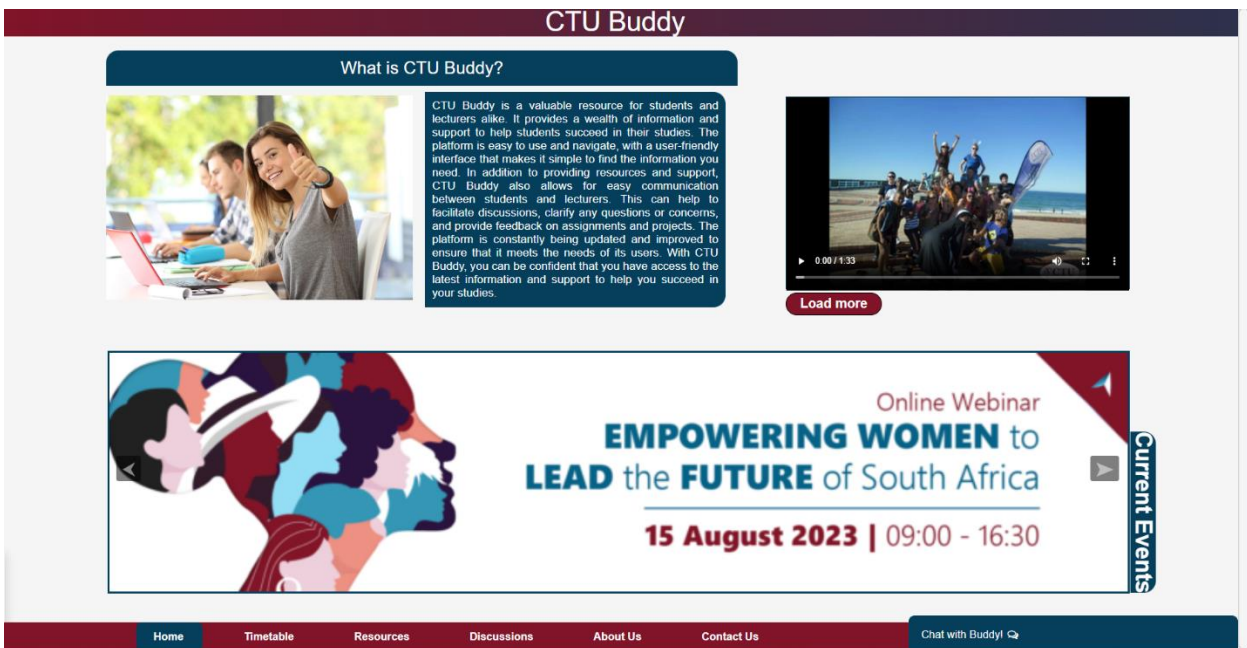 CTU Buddy
What is CTU Buddy?
CTU Buddy is a valuable resource for students and
lecturers alike. It provides a wealth of information and
support to help students succeed in their studies. The
platform is easy to use and navigate, with a user-friendly
interface that makes it simple to find the information you
need. In addition to providing resources and support,
CTU Buddy also allows for easy communication
between students and lecturers. This can help to
facilitate discussions, clarify any questions or concerns,
and provide feedback on assignments and projects. The
platform is constantly being updated and improved to
ensure that it meets the needs of its users. With CTU
Buddy, you can be confident that you have access to the
latest information and support to help you succeed in
your studies.
0:00 / 1:33
Load more
Online Webinar
EMPOWERING WOMEN to
LEAD the FUTURE of South Africa
15 August 2023 | 09:00 - 16:30
Current Events
Home Timetable Resources Discussions About Us Contact Us
Chat with Buddy!